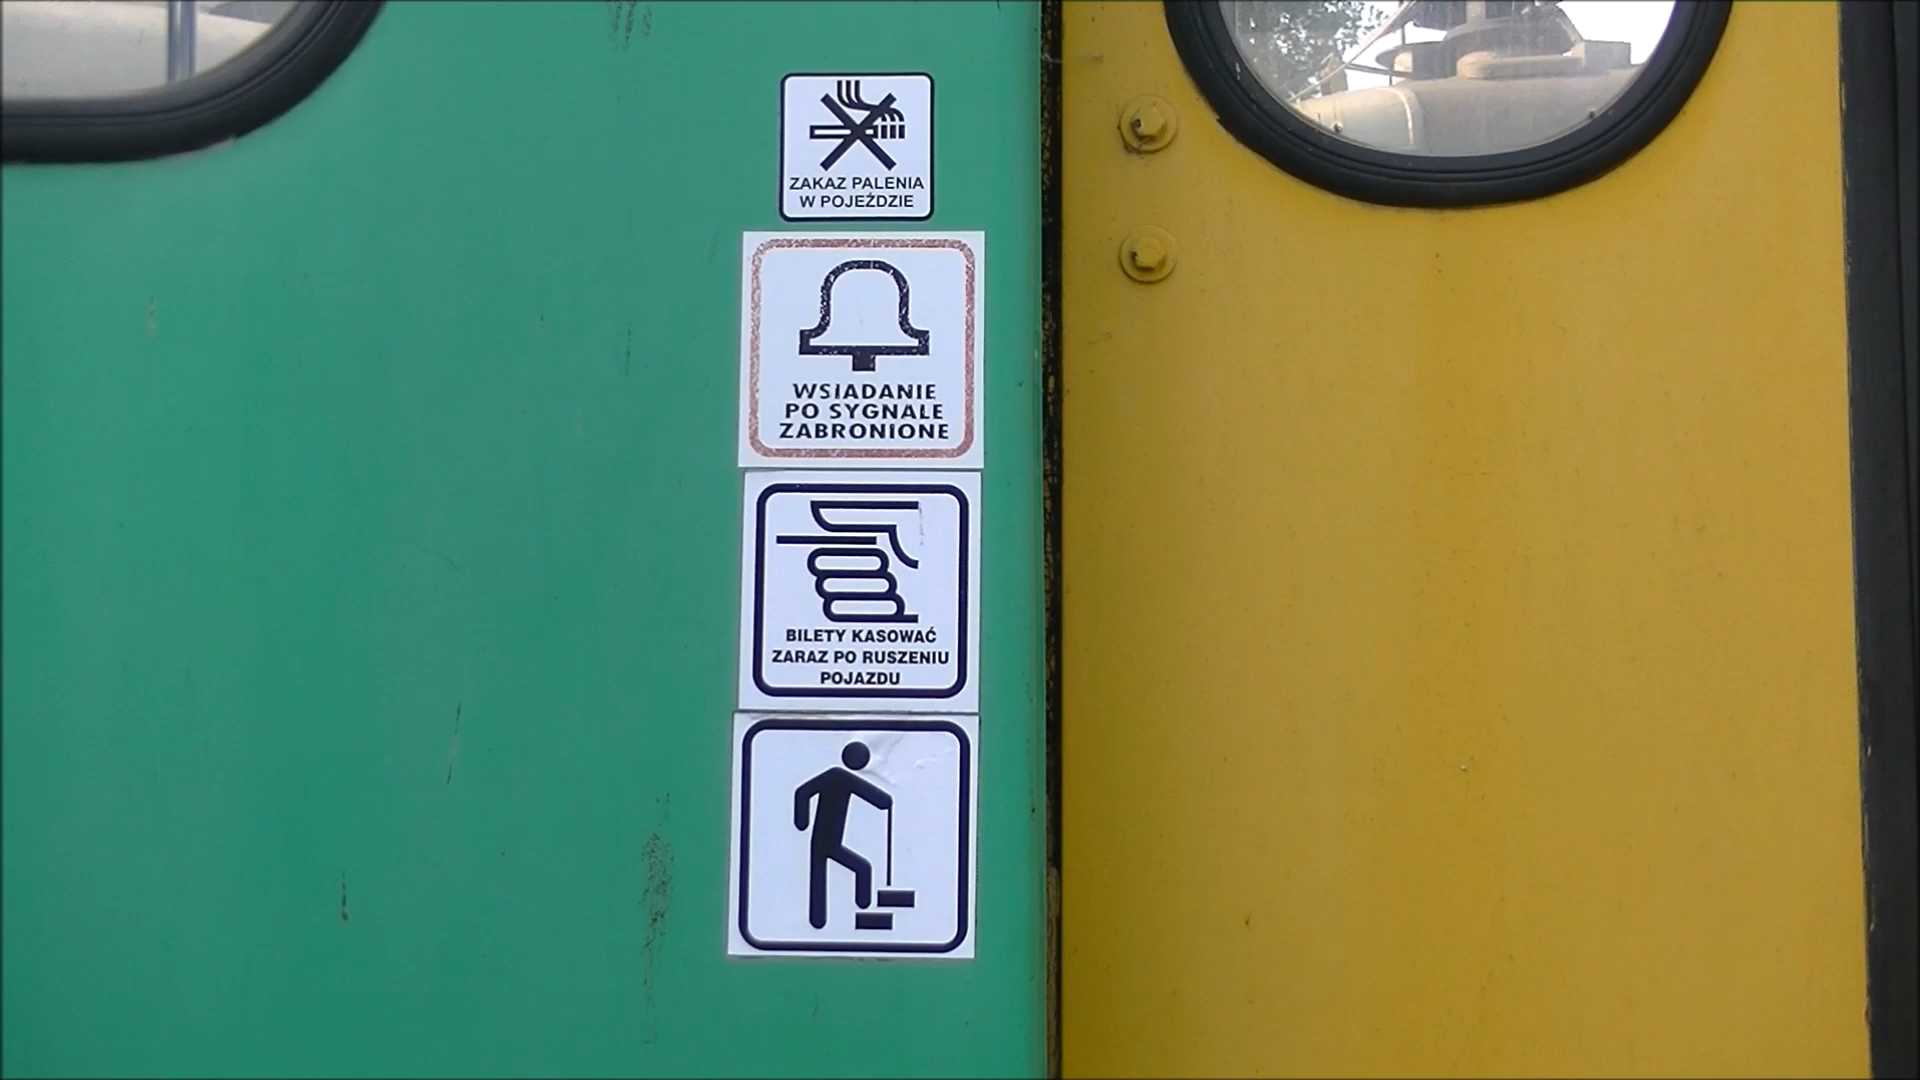 ZAKAZ PALENIA
W POJEŹDZIE
WSIADANIE
PO SYGNALE
ZABRONIONE
BILETY KASOWAĆ
ZARAZ PO RUSZENIU
POJAZDU